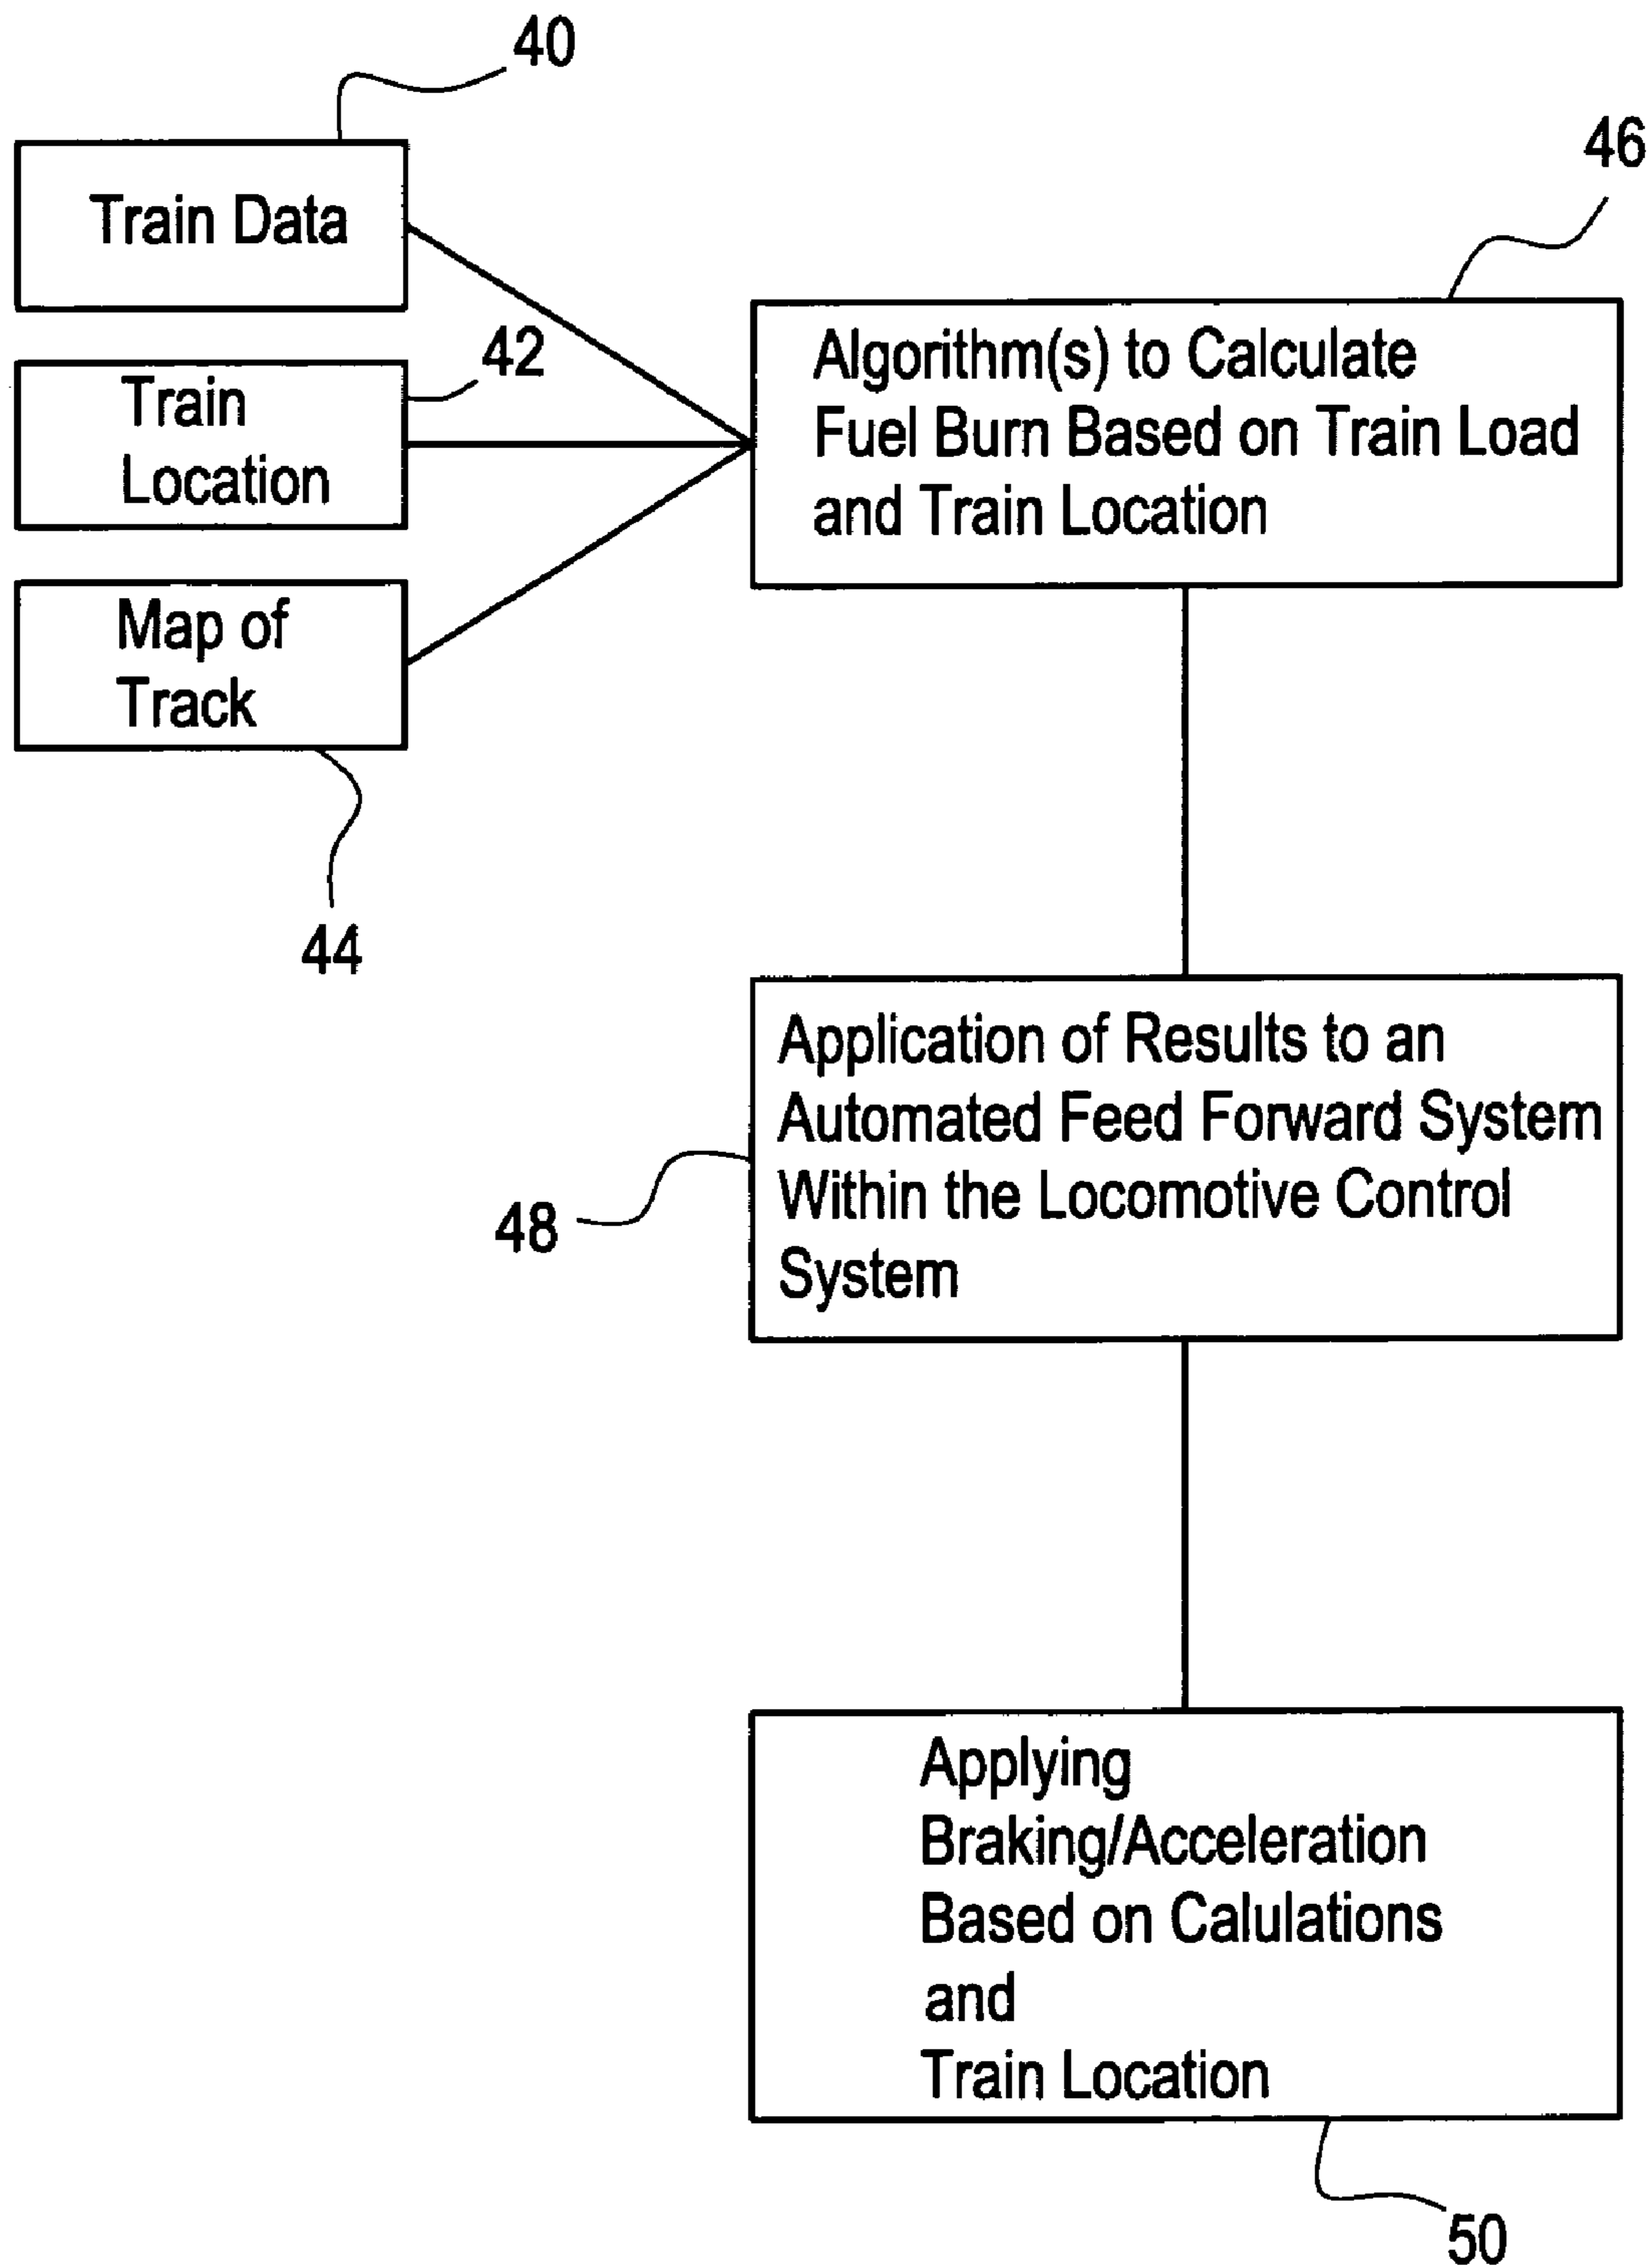 40
Train Data
42
Train
Location
Map of
Track
44
46
Algorithm(s) to Calculate
Fuel Burn Based on Train Load
and Train Location
48
Application of Results to an
Automated Feed Forward System
Within the Locomotive Control
System
Applying
Braking/Acceleration
Based on Calulations
and
Train Location
50